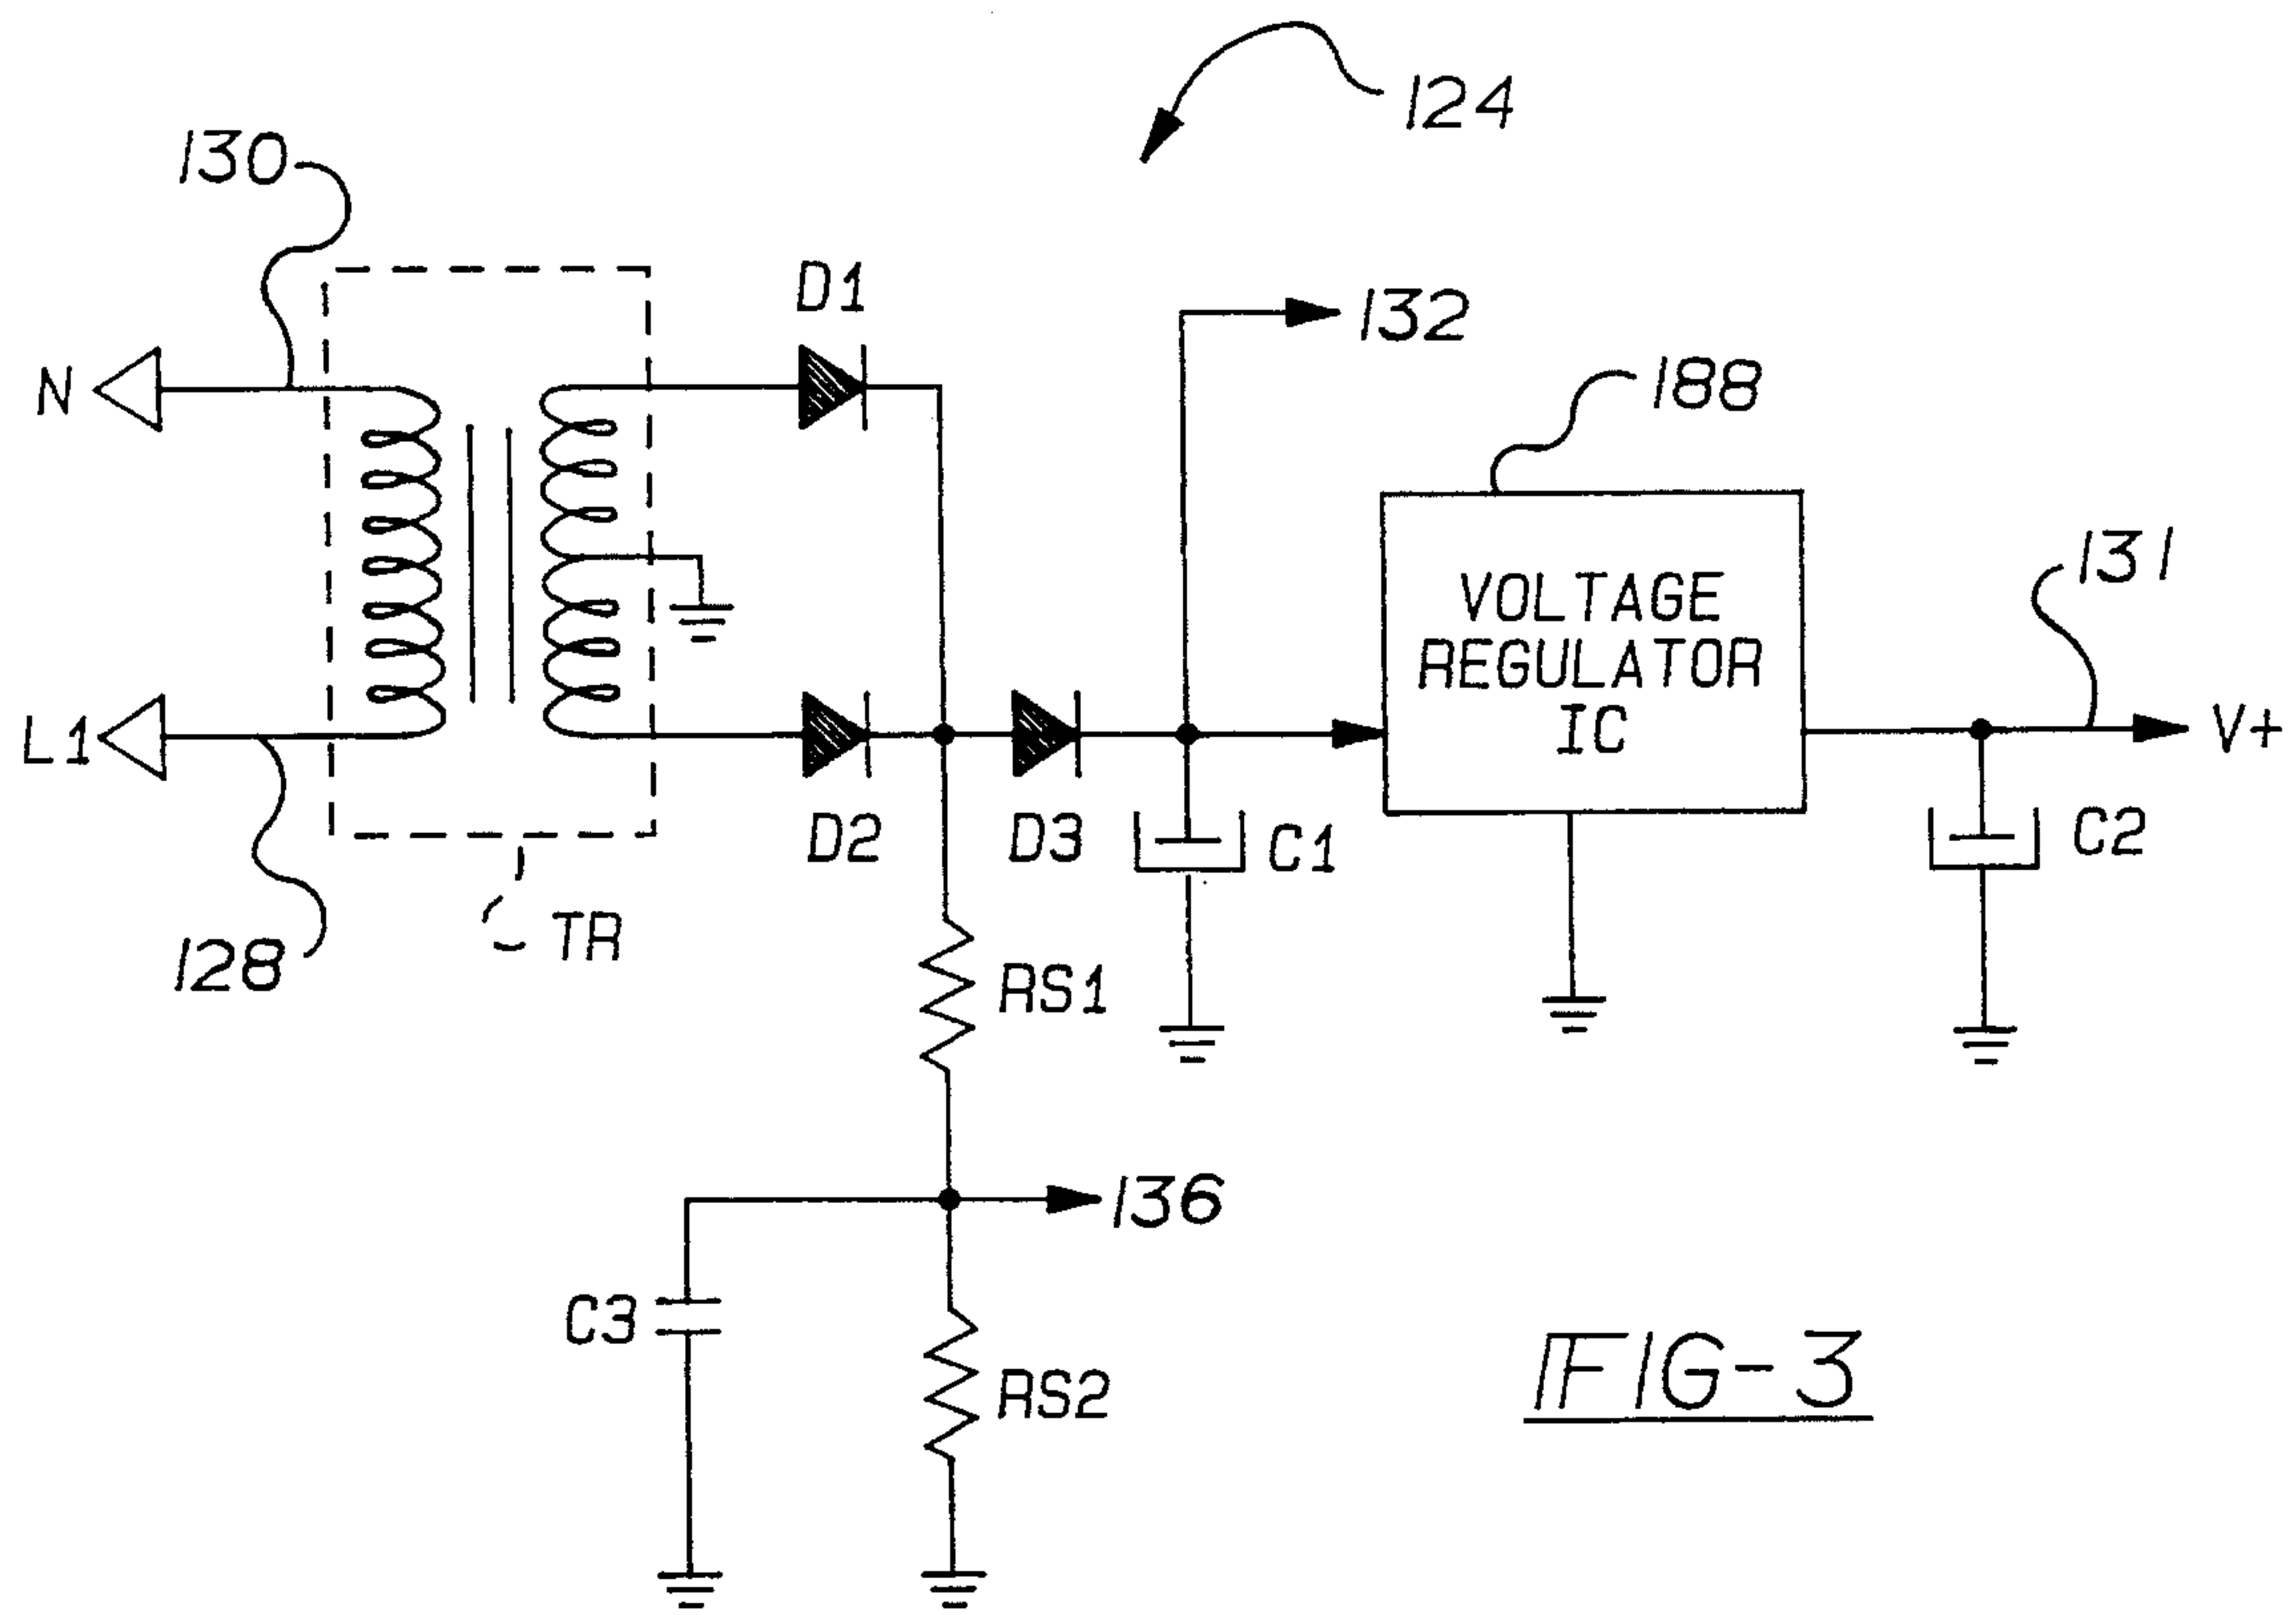 124
130
D1
132
N
188
131
VOLTAGE
REGULATOR
IC
L1
V+
D2
D3
C1
C2
TR
128
RS1
136
C3
RS2
FIG-3